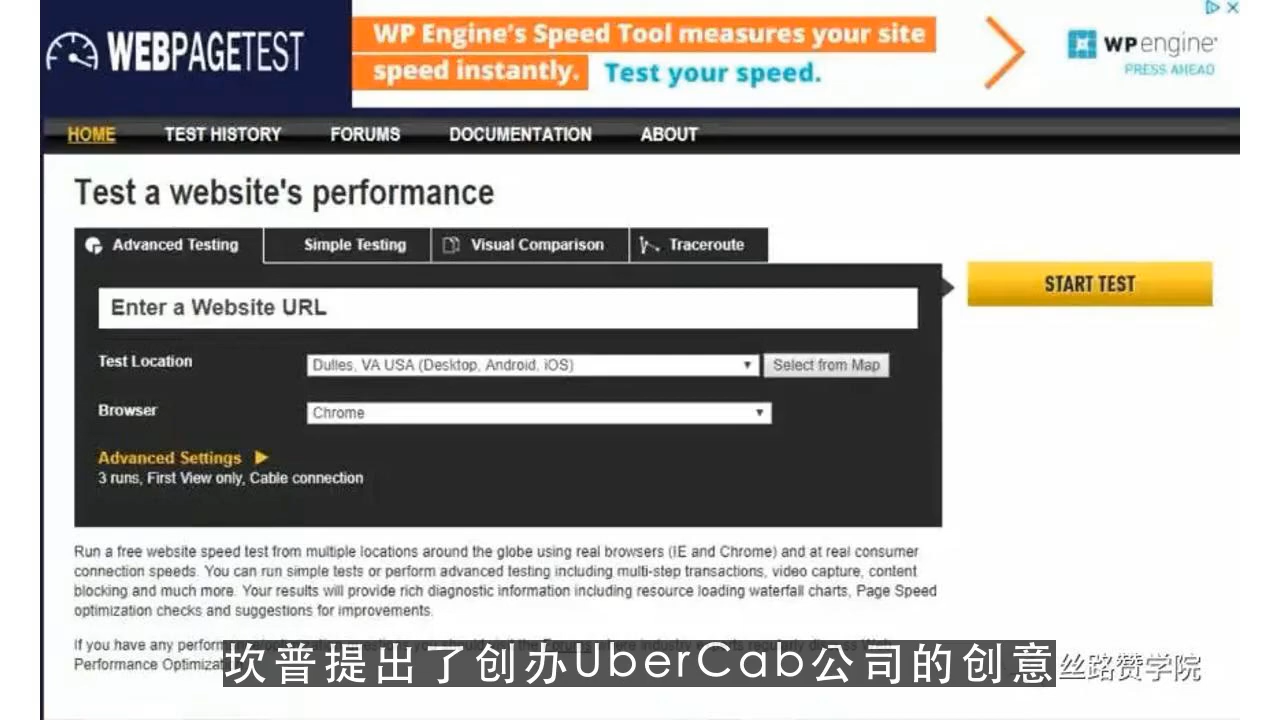 WEBPAGETEST
WP Engine's Speed Tool measures your site
speed instantly. Test your speed.
WPengine
PRESS AHEAD
HOME TEST HISTORY FORUMS DOCUMENTATION ABOUT
Test a website's performance
Advanced Testing Simple Testing Visual Comparison Traceroute
START TEST
Enter a Website URL
Test Location Dulles, VA USA (Desktop, Android, iOS) Select from Map
Browser Chrome
Advanced Settings
3 runs, First View only, Cable connection
Run a free website speed test from multiple locations around the globe using real browsers (IE and Chrome) and at real consumer
connection speeds. You can run simple tests or perform advanced testing including multi-step transactions, video capture, content
blocking and much more. Your results will provide rich diagnostic information including resource loading waterfall charts, Page Speed
optimization checks and suggestions for improvements.
If you have any
Performance
坎普提出了创办UberCab公司的创意
丝路赞学院